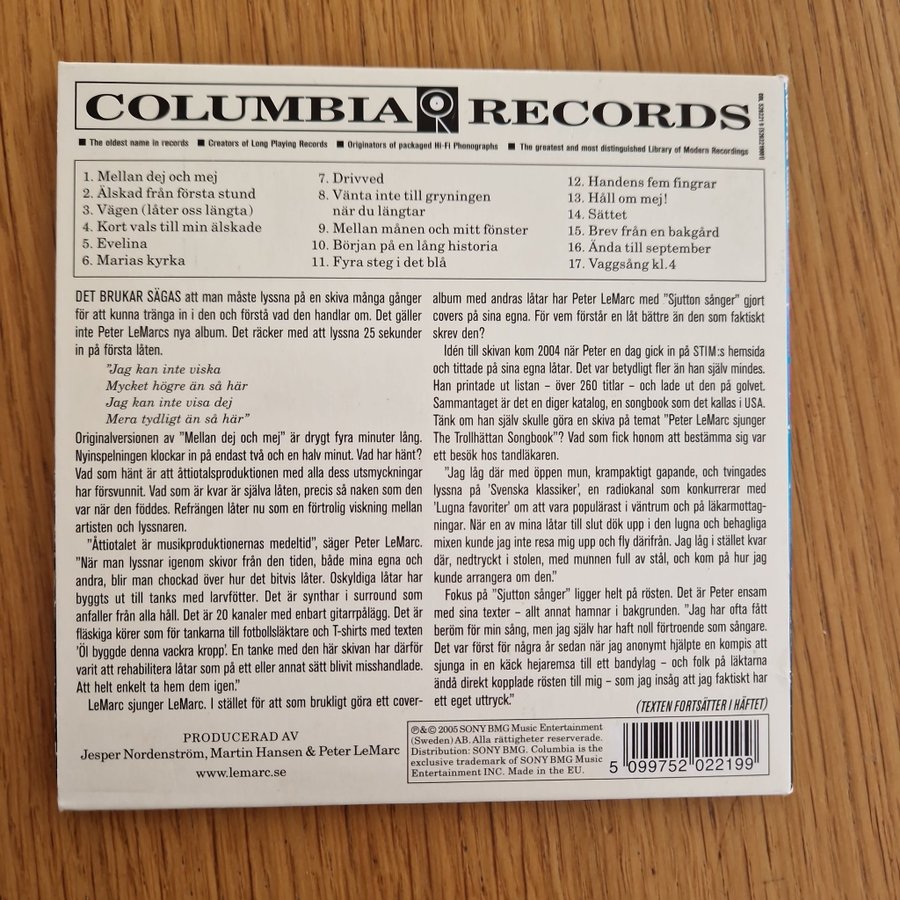 COLUMBIA RECORDS
■ The oldest name in records ■ Creators of Long Playing Records ■ Originators of packaged Hi-Fi Phonographs ■ The greatest and most distinguished Library of Modern Recordings
1. Mellan dej och mej
2. Älskad från första stund
3. Vägen (låter oss längta)
4. Kort vals till min älskade
5. Evelina
6. Marias kyrka
7. Drivved
8. Vänta inte till gryningen
när du längtar
9. Mellan månen och mitt fönster
10. Början på en lång historia
11. Fyra steg i det blå
12. Handens fem fingrar
13. Håll om mej!
14. Sättet
15. Brev från en bakgård
16. Ända till september
17. Vaggsång kl.4
DET BRUKAR SÄGAS att man måste lyssna på en skiva många gånger
för att kunna tränga in i den och förstå vad den handlar om. Det gäller
inte Peter LeMarcs nya album. Det räcker med att lyssna 25 sekunder
in på första låten.
"Jag kan inte viska
Mycket högre än så här
Jag kan inte visa dej
Mera tydligt än så här"
Originalversionen av "Mellan dej och mej" är drygt fyra minuter lång.
Nyinspelningen klockar in på endast två och en halv minut. Vad har hänt?
Vad som hänt är att åttiotalsproduktionen med alla dess utsmyckningar
har försvunnit. Vad som är kvar är själva låten, precis så naken som den
var när den föddes. Refrängen låter nu som en förtrolig viskning mellan
artisten och lyssnaren.
"Åttiotalet är musikproduktionernas medeltid", säger Peter LeMarc.
"När man lyssnar igenom skivor från den tiden, både mina egna och
andra, blir man chockad över hur det bitvis låter. Oskyldiga låtar har
byggts ut till tanks med larvfötter. Det är synthar i surround som
anfaller från alla håll. Det är 20 kanaler med enbart gitarrpålägg. Det är
fläskiga körer som för tankarna till fotbollsläktare och T-shirts med texten
'Öl byggde denna vackra kropp'. En tanke med den här skivan har därför
varit att rehabilitera låtar som på ett eller annat sätt blivit misshandlade.
Att helt enkelt ta hem dem igen."
LeMarc sjunger LeMarc. I stället för att som brukligt göra ett cover-
album med andras låtar har Peter LeMarc med "Sjutton sånger" gjort
covers på sina egna. För vem förstår en låt bättre än den som faktiskt
skrev den?
Idén till skivan kom 2004 när Peter en dag gick in på STIM:s hemsida
och tittade på sina egna låtar. Det var betydligt fler än han själv mindes.
Han printade ut listan – över 260 titlar – och lade ut den på golvet.
Sammantaget är det en diger katalog, en songbook som det kallas i USA.
Tänk om han själv skulle göra en skiva på temat "Peter LeMarc sjunger
The Trollhättan Songbook"? Vad som fick honom att bestämma sig var
ett besök hos tandläkaren.
"Jag låg där med öppen mun, krampaktigt gapande, och tvingades
lyssna på 'Svenska klassiker', en radiokanal som konkurrerar med
'Lugna favoriter' om att vara populärast i väntrum och på läkarmottag-
ningar. När en av mina låtar till slut dök upp i den lugna och behagliga
mixen kunde jag inte resa mig upp och fly därifrån. Jag låg i stället kvar
där, nedtryckt i stolen, med munnen full av stål, och kom på hur jag
kunde arrangera om den."
Fokus på "Sjutton sånger" ligger helt på rösten. Det är Peter ensam
med sina texter – allt annat hamnar i bakgrunden. "Jag har ofta fått
beröm för min sång, men jag själv har haft noll förtroende som sångare.
Det var först för några år sedan när jag anonymt hjälpte en kompis att
sjunga in en käck hejaremsa till ett bandylag – och folk på läktarna
ändå direkt kopplade rösten till mig – som jag insåg att jag faktiskt har
ett eget uttryck."
(TEXTEN FORTSÄTTER I HÄFTET)
PRODUCERAD AV
Jesper Nordenström, Martin Hansen & Peter LeMarc
www.lemarc.se
℗&© 2005 SONY BMG Music Entertainment
(Sweden) AB. Alla rättigheter reserverade.
Distribution: SONY BMG. Columbia is the
exclusive trademark of SONY BMG Music
Entertainment INC. Made in the EU.
5 099752 022199